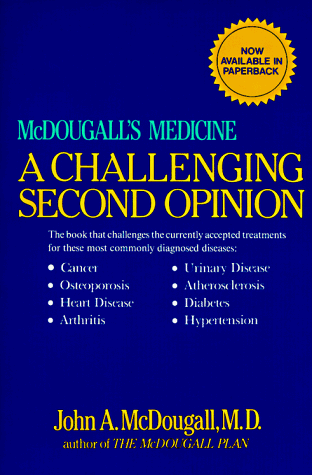 NOW
AVAILABLE IN
PAPERBACK
McDOUGALL'S MEDICINE
A CHALLENGING
SECOND OPINION
The book that challenges the currently accepted treatments
for these most commonly diagnosed diseases:
• Cancer
• Osteoporosis
• Heart Disease
• Arthritis
• Urinary Disease
• Atherosclerosis
• Diabetes
• Hypertension
John A. McDougall, M.D.
author of THE McDOUGALL PLAN